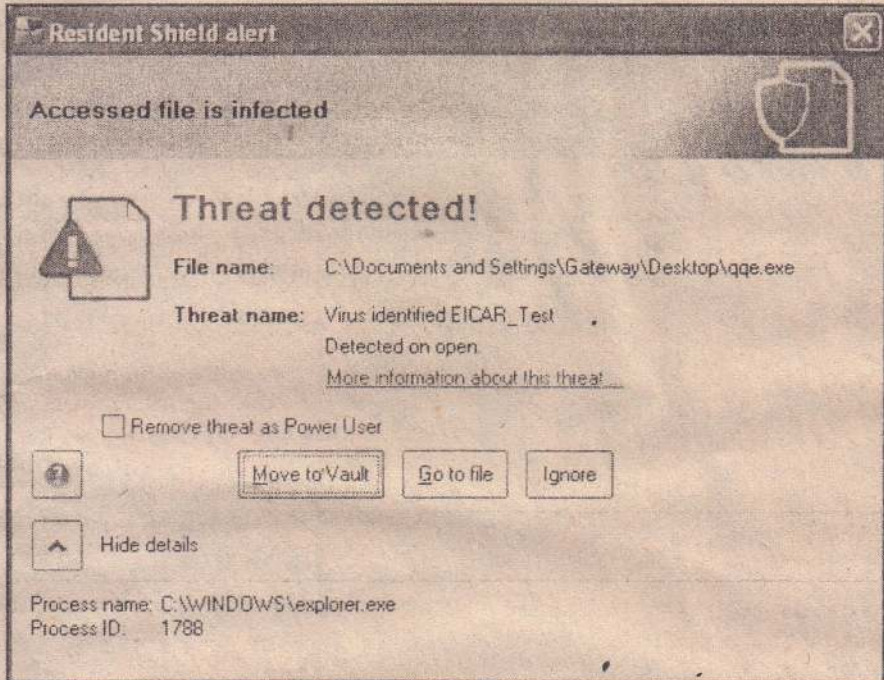 Resident Shield alert
Accessed file is infected
Threat detected!
File name: C:\Documents and Settings\Gateway\Desktop\qqe.exe
Threat name: Virus identified EICAR_Test
Detected on open.
More information about this threat ...
Remove threat as Power User
Move to Vault Go to file Ignore
Hide details
Process name: C:\WINDOWS\explorer.exe
Process ID: 1788